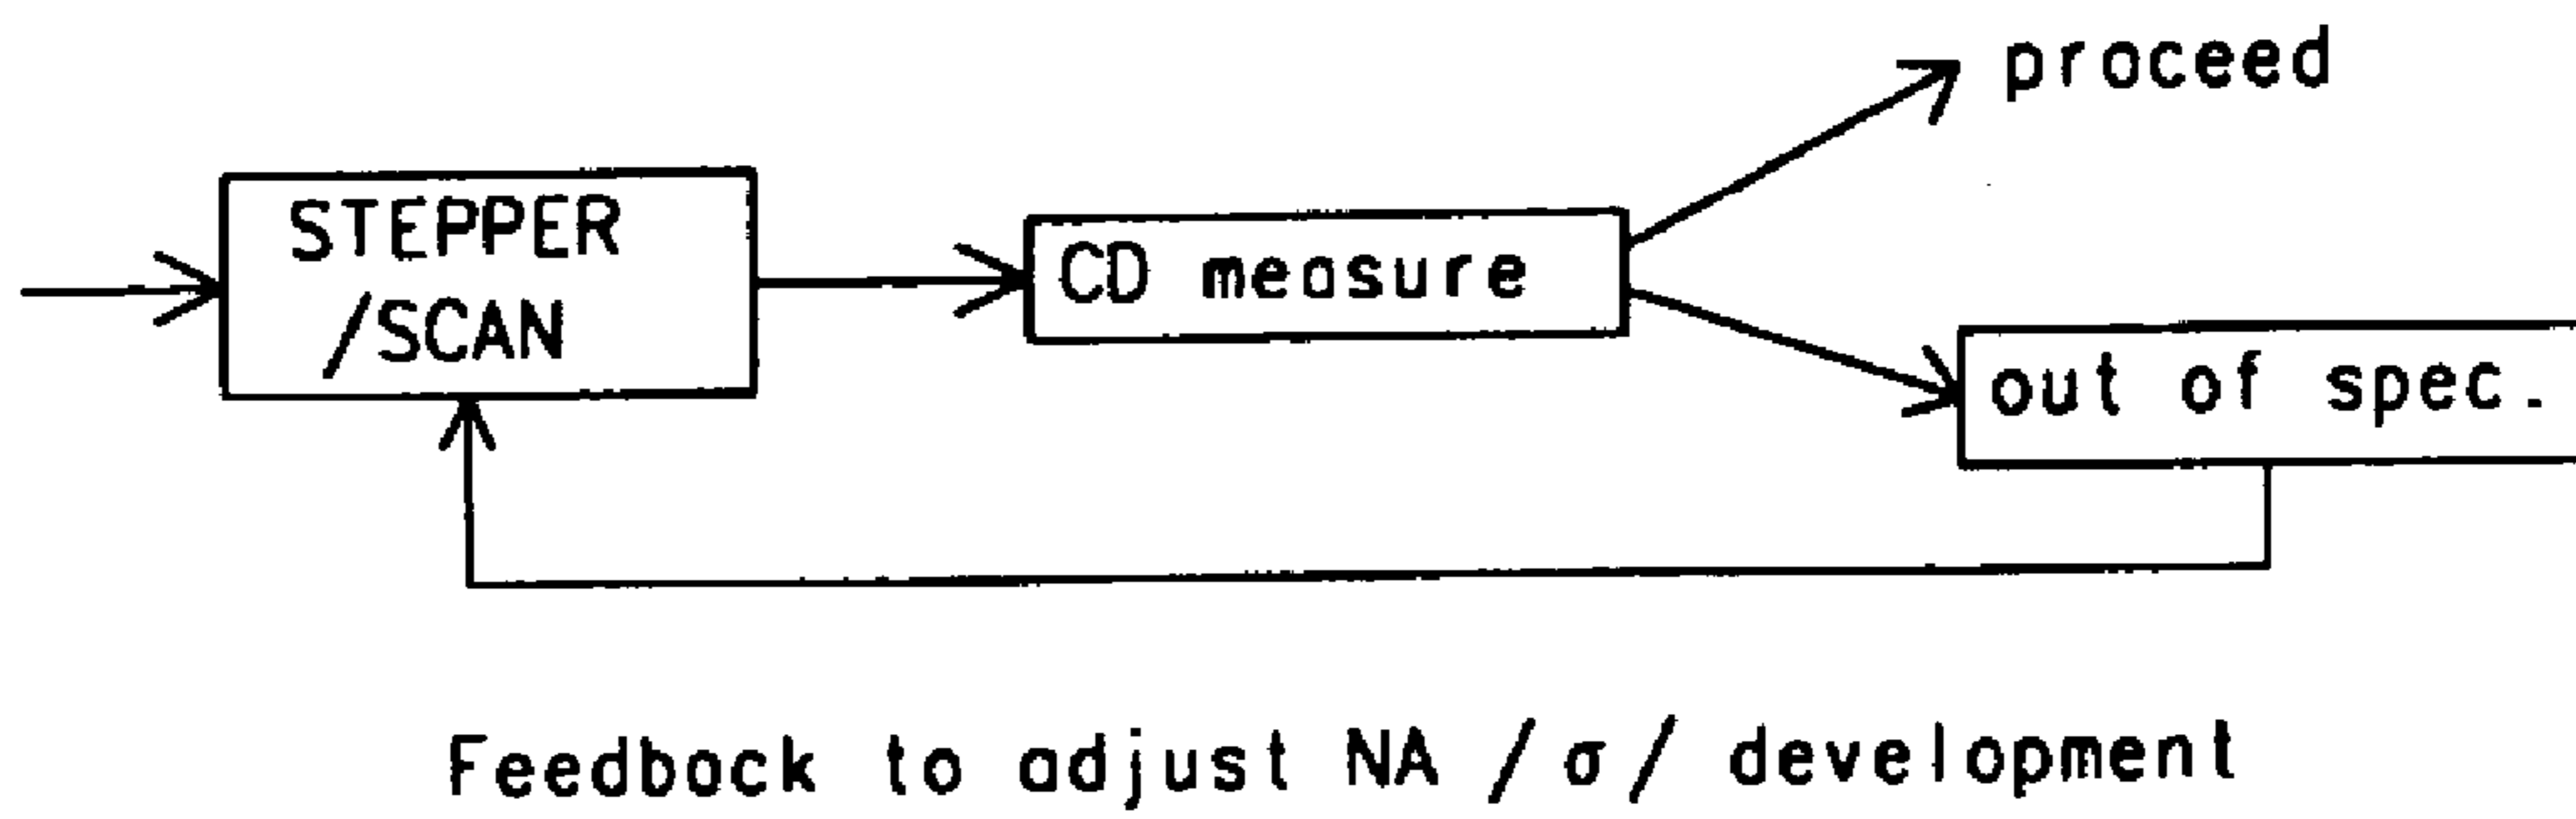 proceed
STEPPER
/SCAN
CD measure
out of spec.
Feedback to adjust NA / σ / development